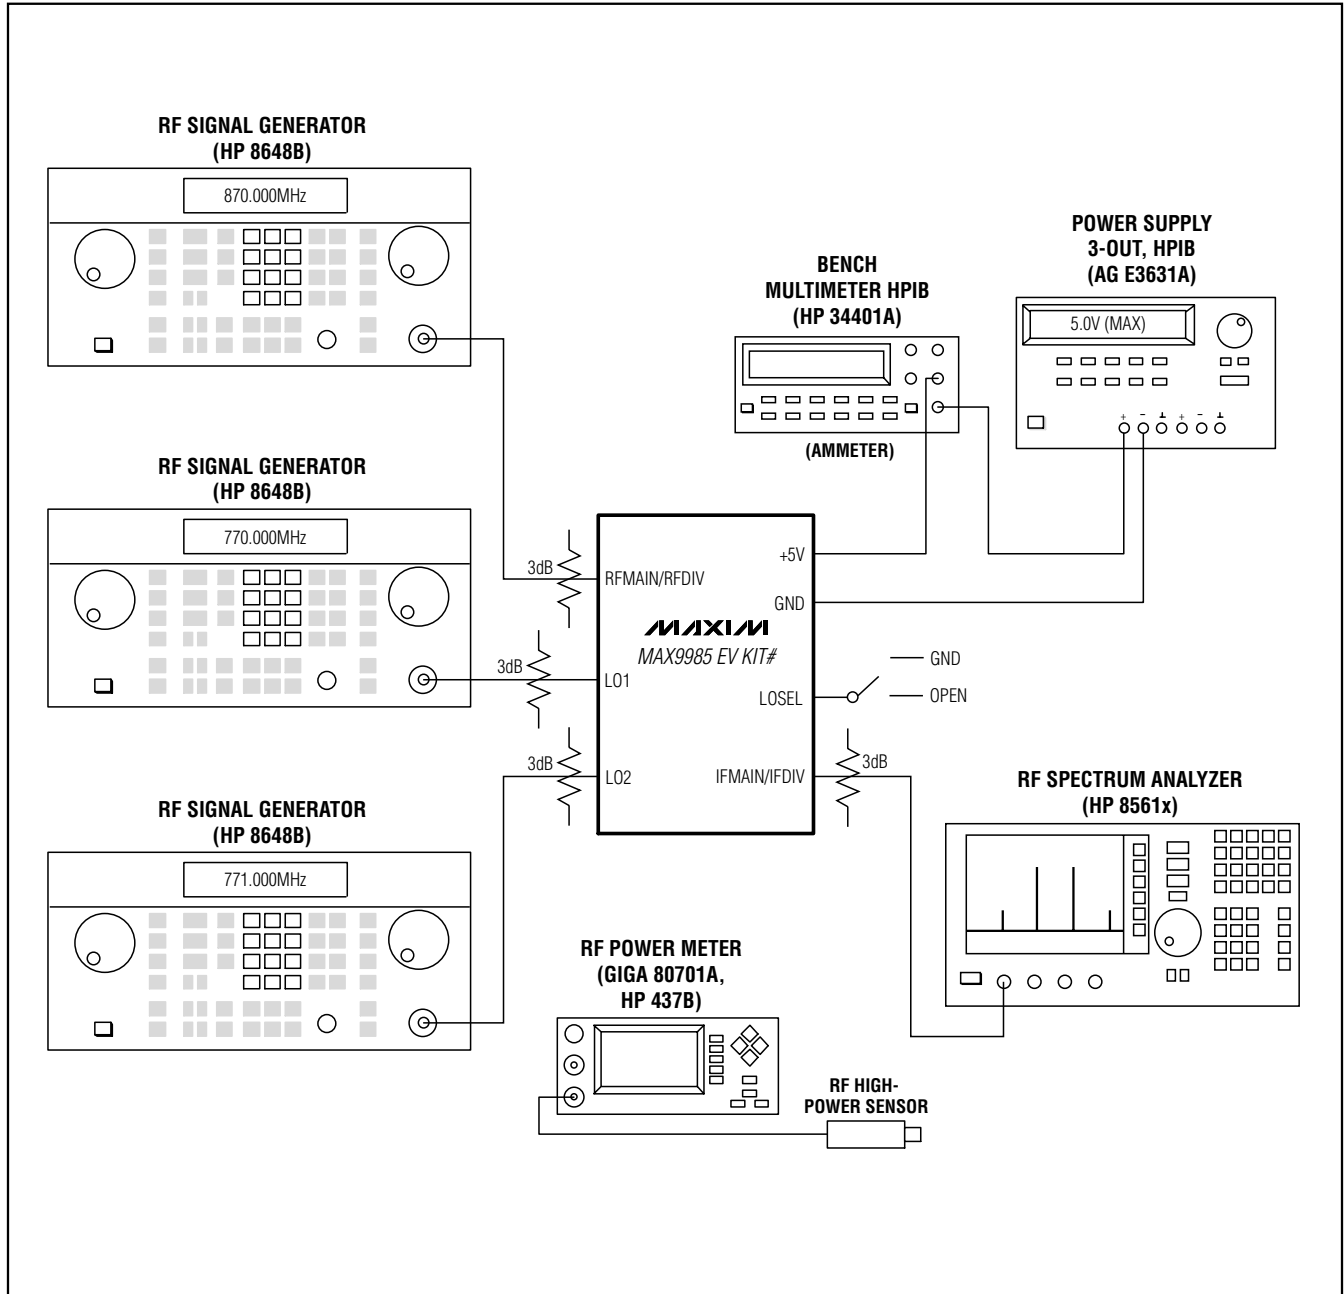 RF SIGNAL GENERATOR
(HP 8648B)
870.000MHz
POWER SUPPLY
3-OUT, HPIB
(AG E3631A)
5.0V (MAX)
BENCH
MULTIMETER HPIB
(HP 34401A)
(AMMETER)
+ - ⊥ + - ⊥
RF SIGNAL GENERATOR
(HP 8648B)
770.000MHz
3dB
RFMAIN/RFDIV
+5V
GND
MAXIM
MAX9985 EV KIT#
3dB
LO1
LOSEL
GND
OPEN
3dB
LO2
IFMAIN/IFDIV
3dB
RF SIGNAL GENERATOR
(HP 8648B)
771.000MHz
RF SPECTRUM ANALYZER
(HP 8561x)
RF POWER METER
(GIGA 80701A,
HP 437B)
RF HIGH-
POWER SENSOR